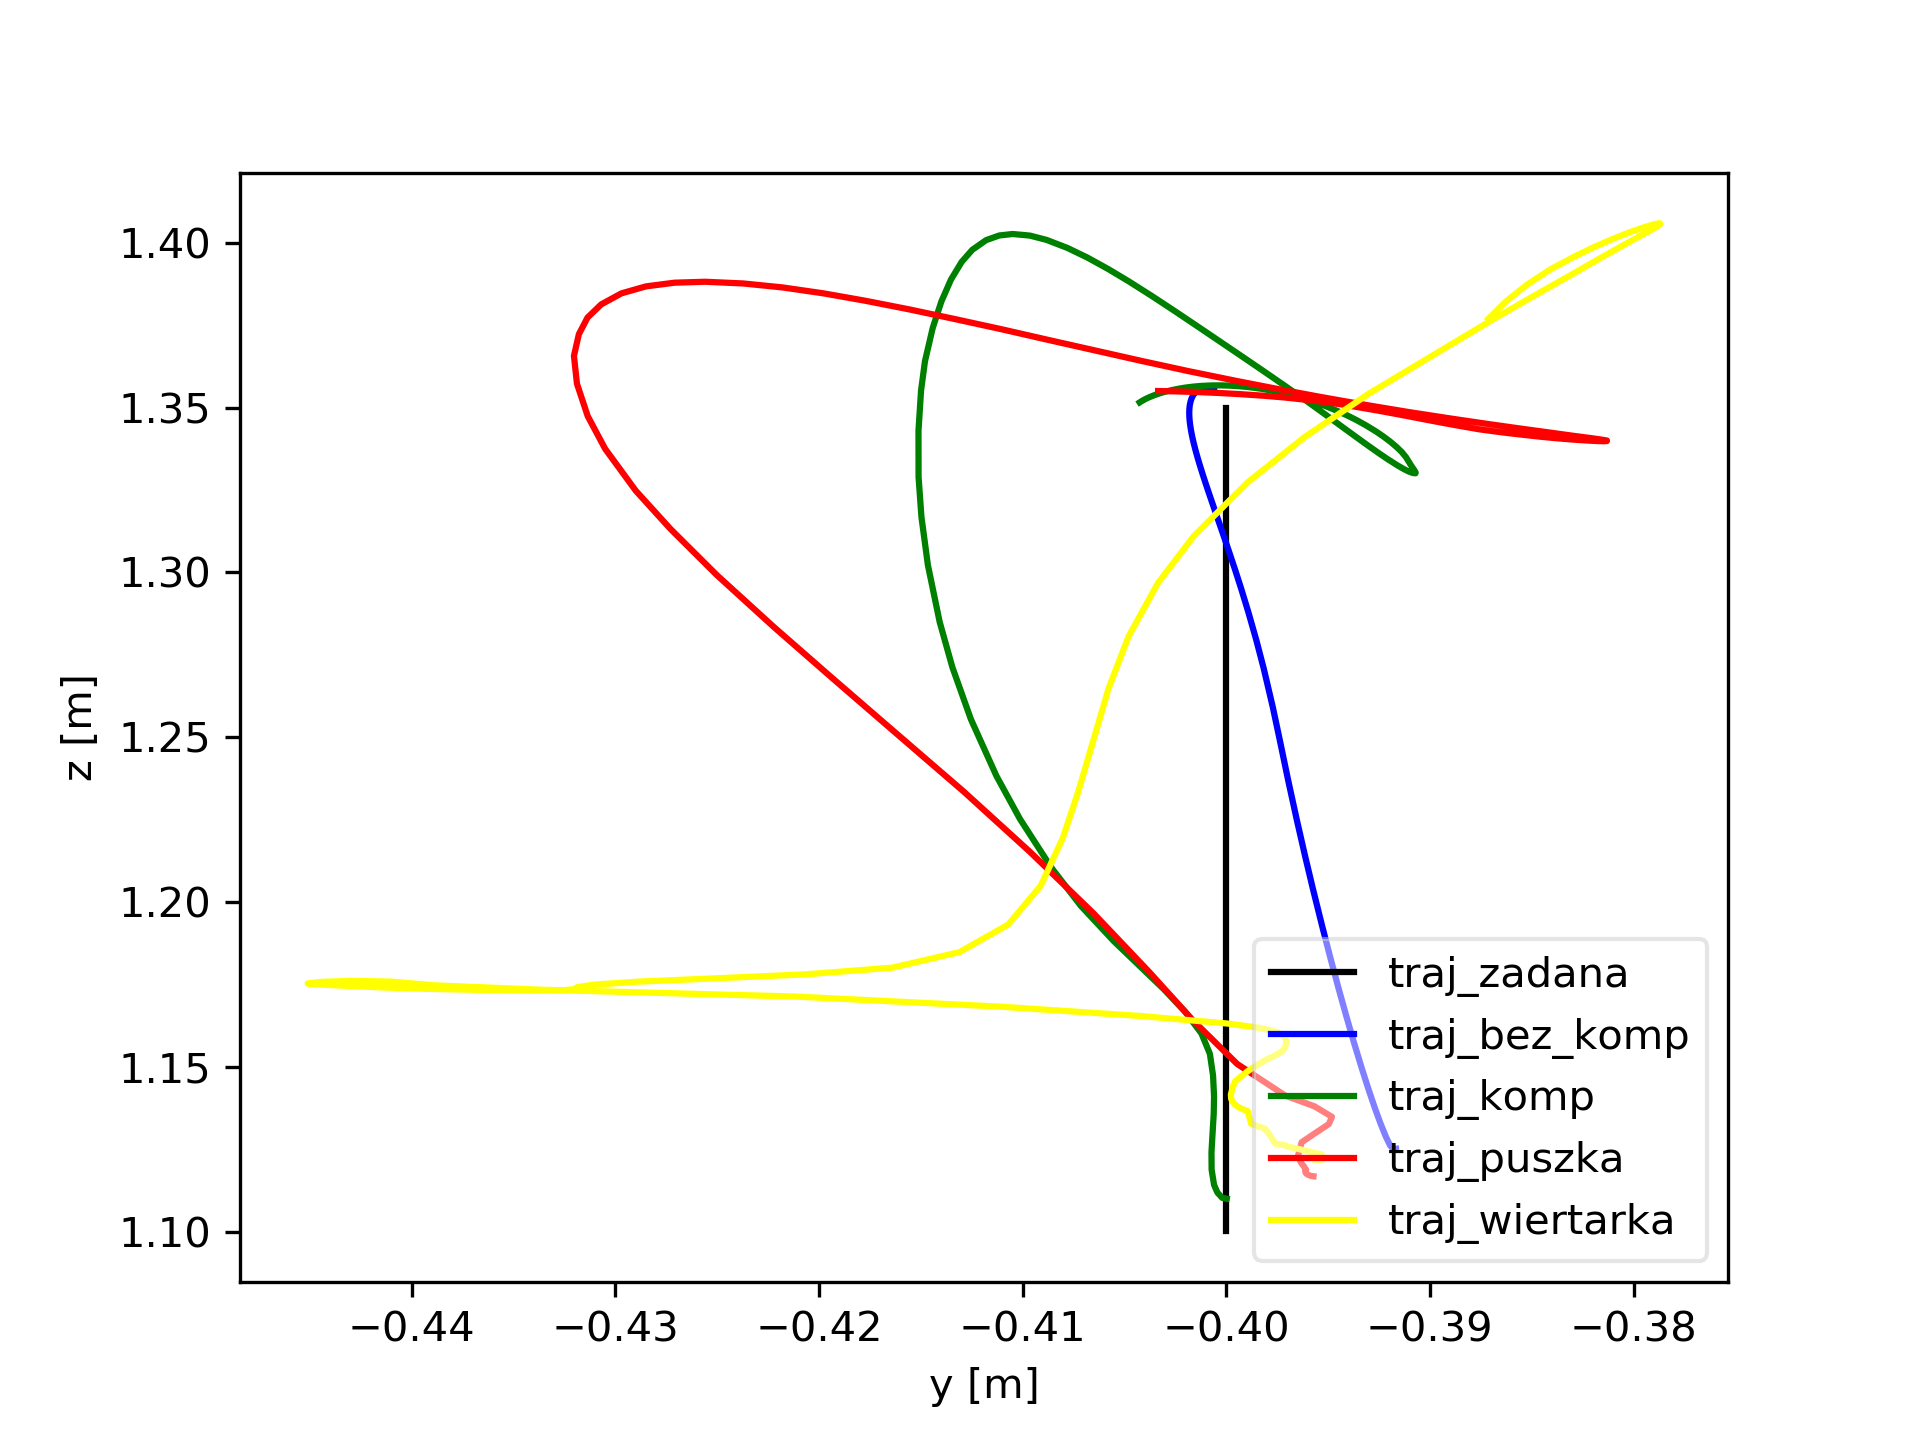 1.40
1.35
1.30
1.25
1.20
1.15
1.10
z [m]
traj_zadana
traj_bez_komp
traj_komp
traj_puszka
traj_wiertarka
−0.44 −0.43 −0.42 −0.41 −0.40 −0.39 −0.38
y [m]